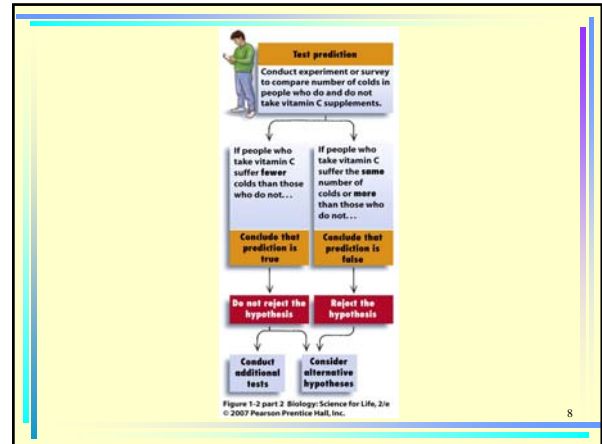 Test prediction
Conduct experiment or survey
to compare number of colds in
people who do and do not
take vitamin C supplements.
If people who
take vitamin C
suffer fewer
colds than those
who do not...
Conclude that
prediction is
true
If people who
take vitamin C
suffer the same
number of
colds or more
than those who
do not...
Conclude that
prediction is
false
Do not reject the
hypothesis
Reject the
hypothesis
Conduct
additional
tests
Consider
alternative
hypotheses
Figure 1-2 part 2 Biology: Science for Life, 2/e
© 2007 Pearson Prentice Hall, Inc.
8